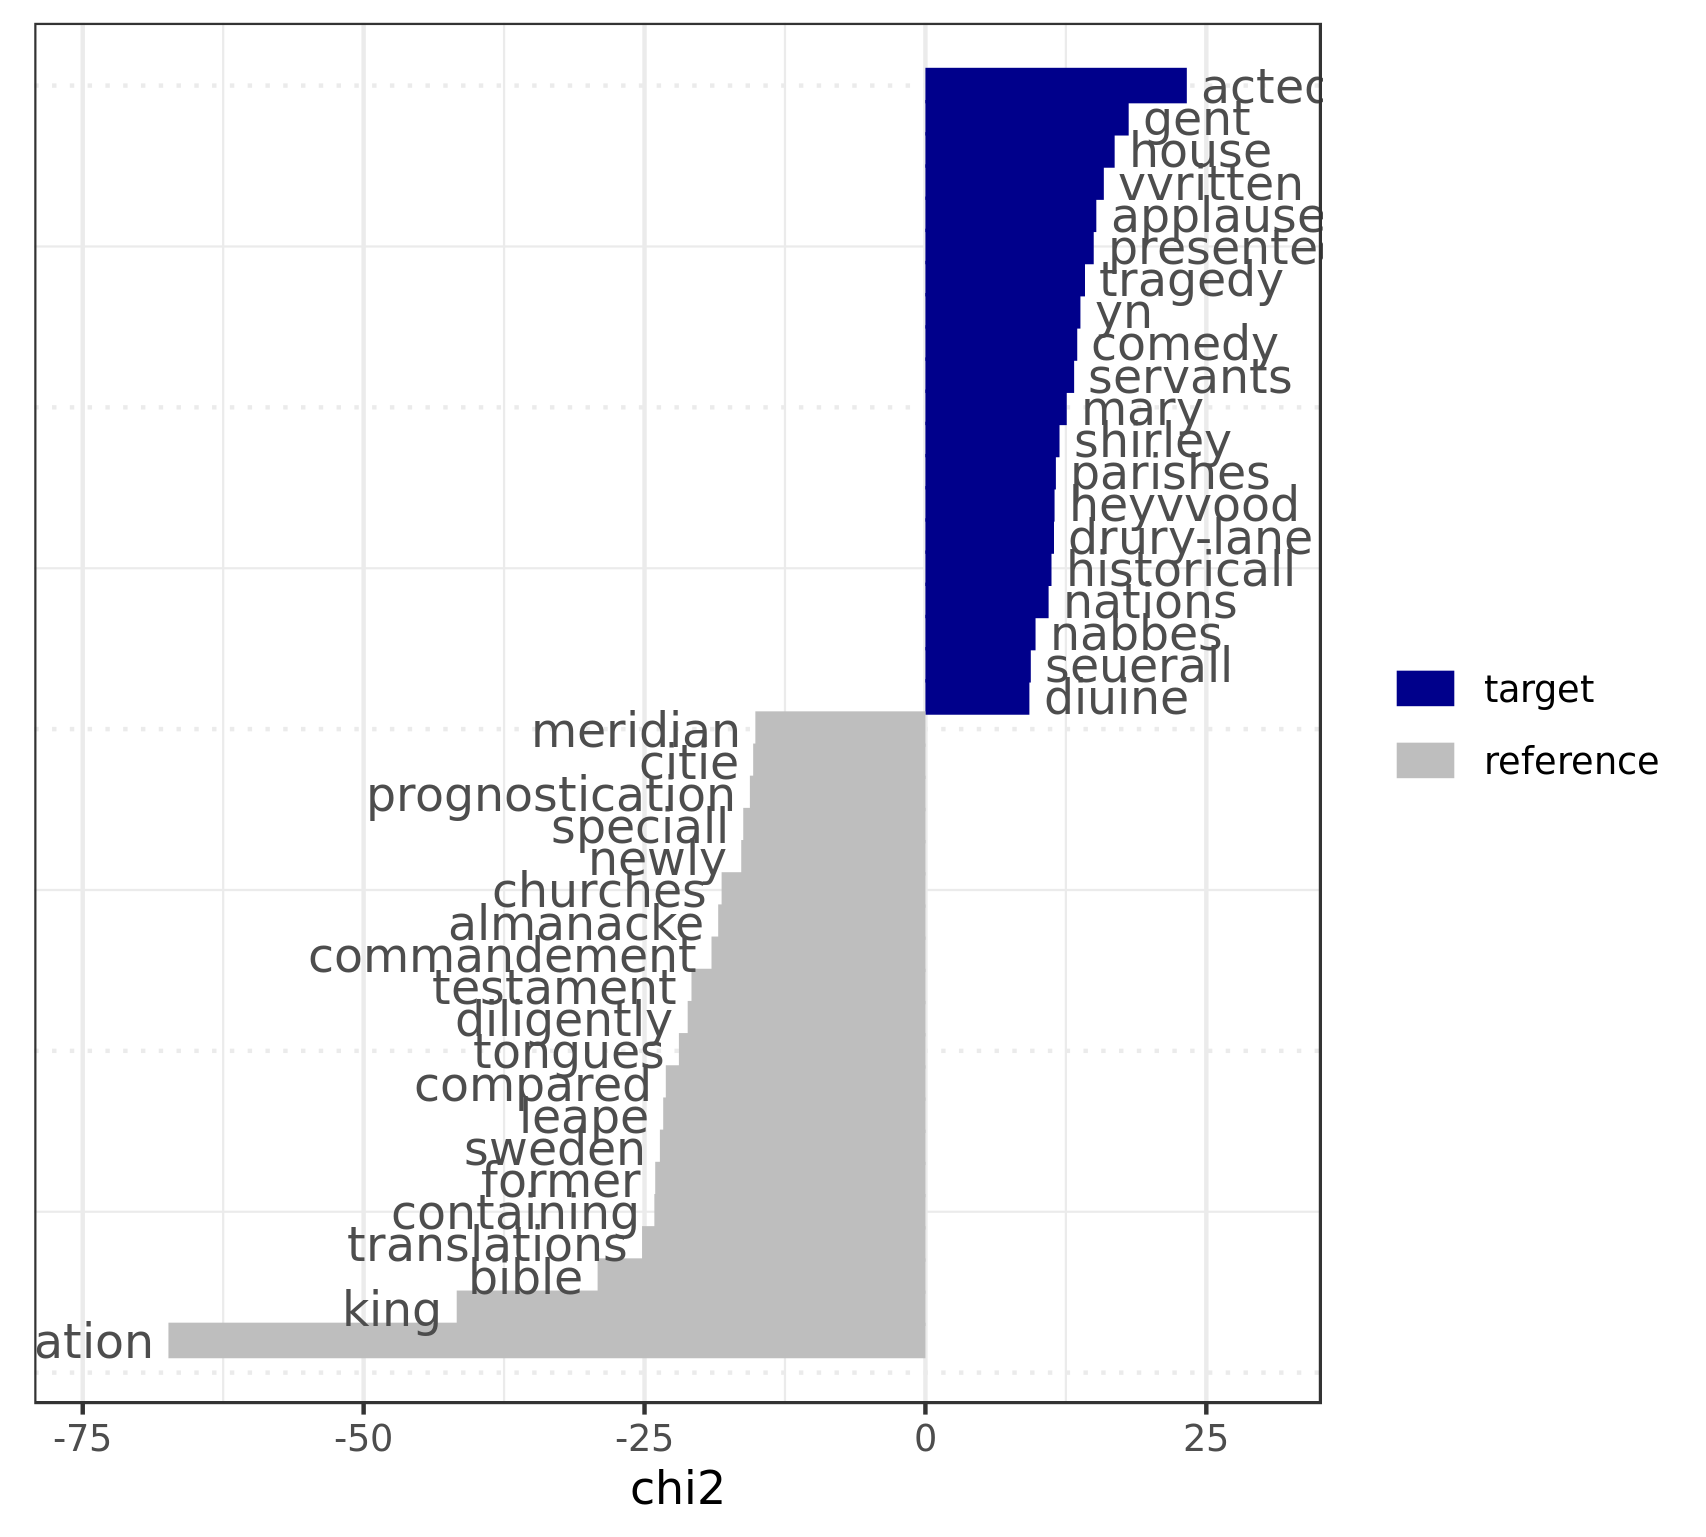 acted
gent
house
vvritten
applause
presente
tragedy
yn
comedy
servants
mary
shirley
parishes
heyvvood
drury-lane
historicall
nations
nabbes
seuerall
diuine
meridian
citie
prognostication
speciall
newly
churches
almanacke
commandement
testament
diligently
tongues
compared
leape
sweden
former
containing
translations
bible
king
ation
-75 -50 -25 0 25
chi2
target
reference